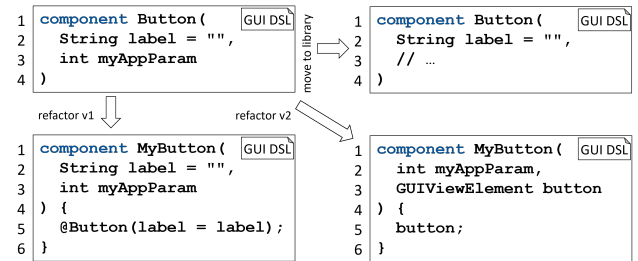 1 component Button( GUI DSL
2 String label = "",
3 int myAppParam
4 )
move to library
1 component Button( GUI DSL
2 String label = "",
3 // …
4 )
refactor v1
refactor v2
1 component MyButton( GUI DSL
2 String label = "",
3 int myAppParam
4 ) {
5 @Button(label = label);
6 }
1 component MyButton( GUI DSL
2 int myAppParam,
3 GUIViewElement button
4 ) {
5 button;
6 }